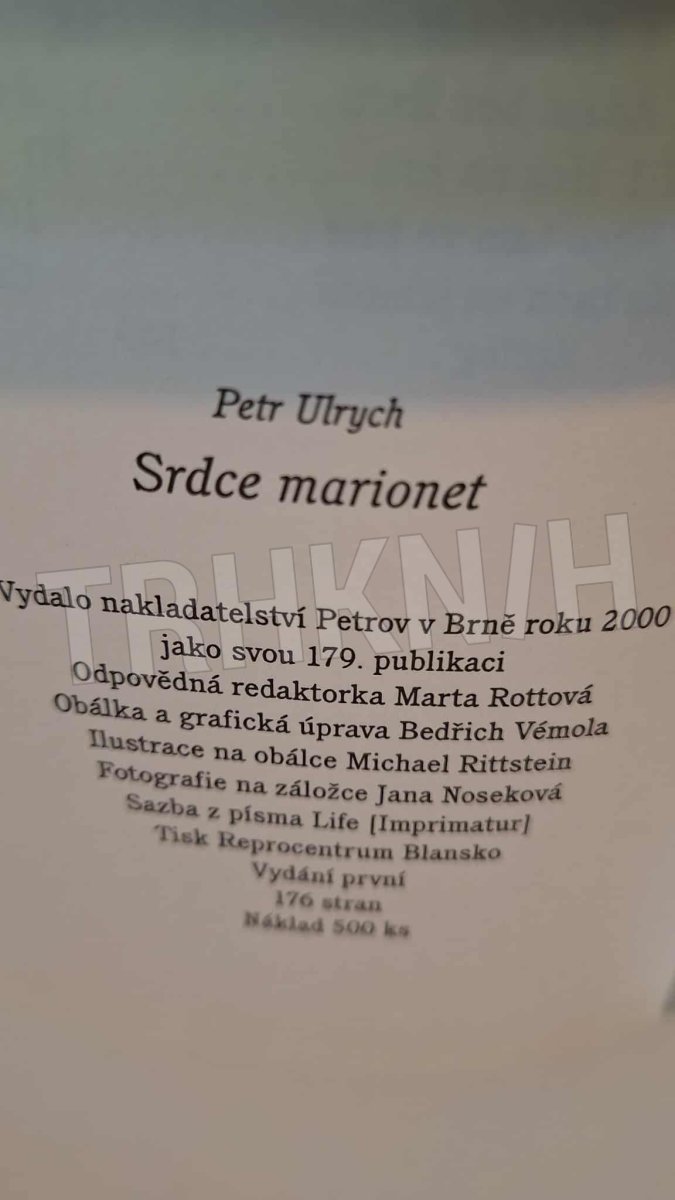 Petr Ulrych
Srdce marionet
TRHKNIH
Vydalo nakladatelství Petrov v Brně roku 2000
jako svou 179. publikaci
Odpovědná redaktorka Marta Rottová
Obálka a grafická úprava Bedřich Vémola
Ilustrace na obálce Michael Rittstein
Fotografie na záložce Jana Noseková
Sazba z písma Life [Imprimatur]
Tisk Reprocentrum Blansko
Vydání první
176 stran
Náklad 500 ks